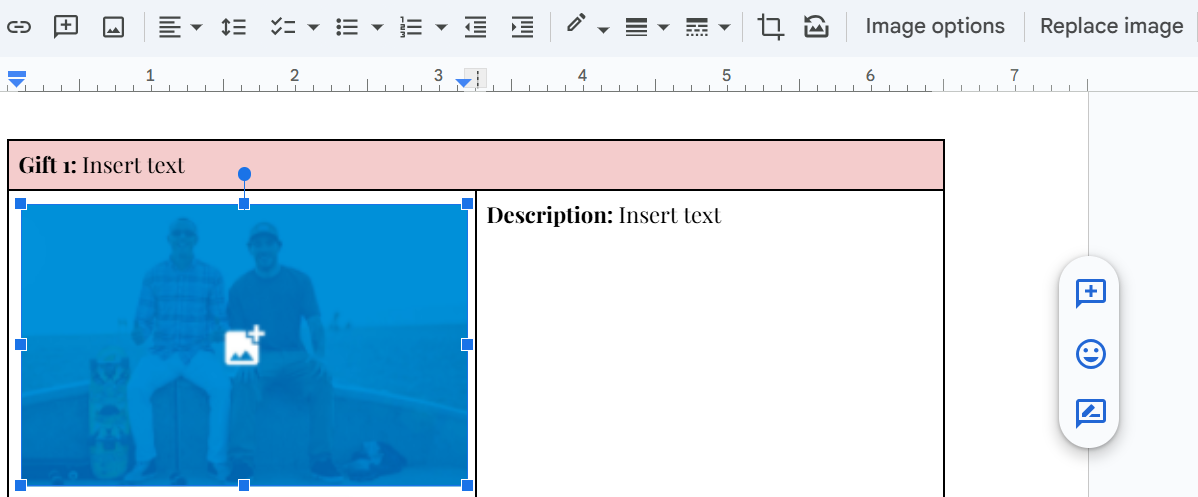 Image options Replace image
1 2 3 4 5 6 7
Gift 1: Insert text
Description: Insert text